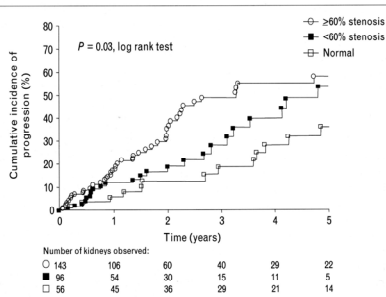 80
70
60
50
40
30
20
10
0
Cumulative incidence of
progression (%)
P = 0.03, log rank test
≥60% stenosis
<60% stenosis
Normal
0 1 2 3 4 5
Time (years)
Number of kidneys observed:
143 106 60 40 29 22
96 54 30 15 11 5
56 45 36 29 21 14